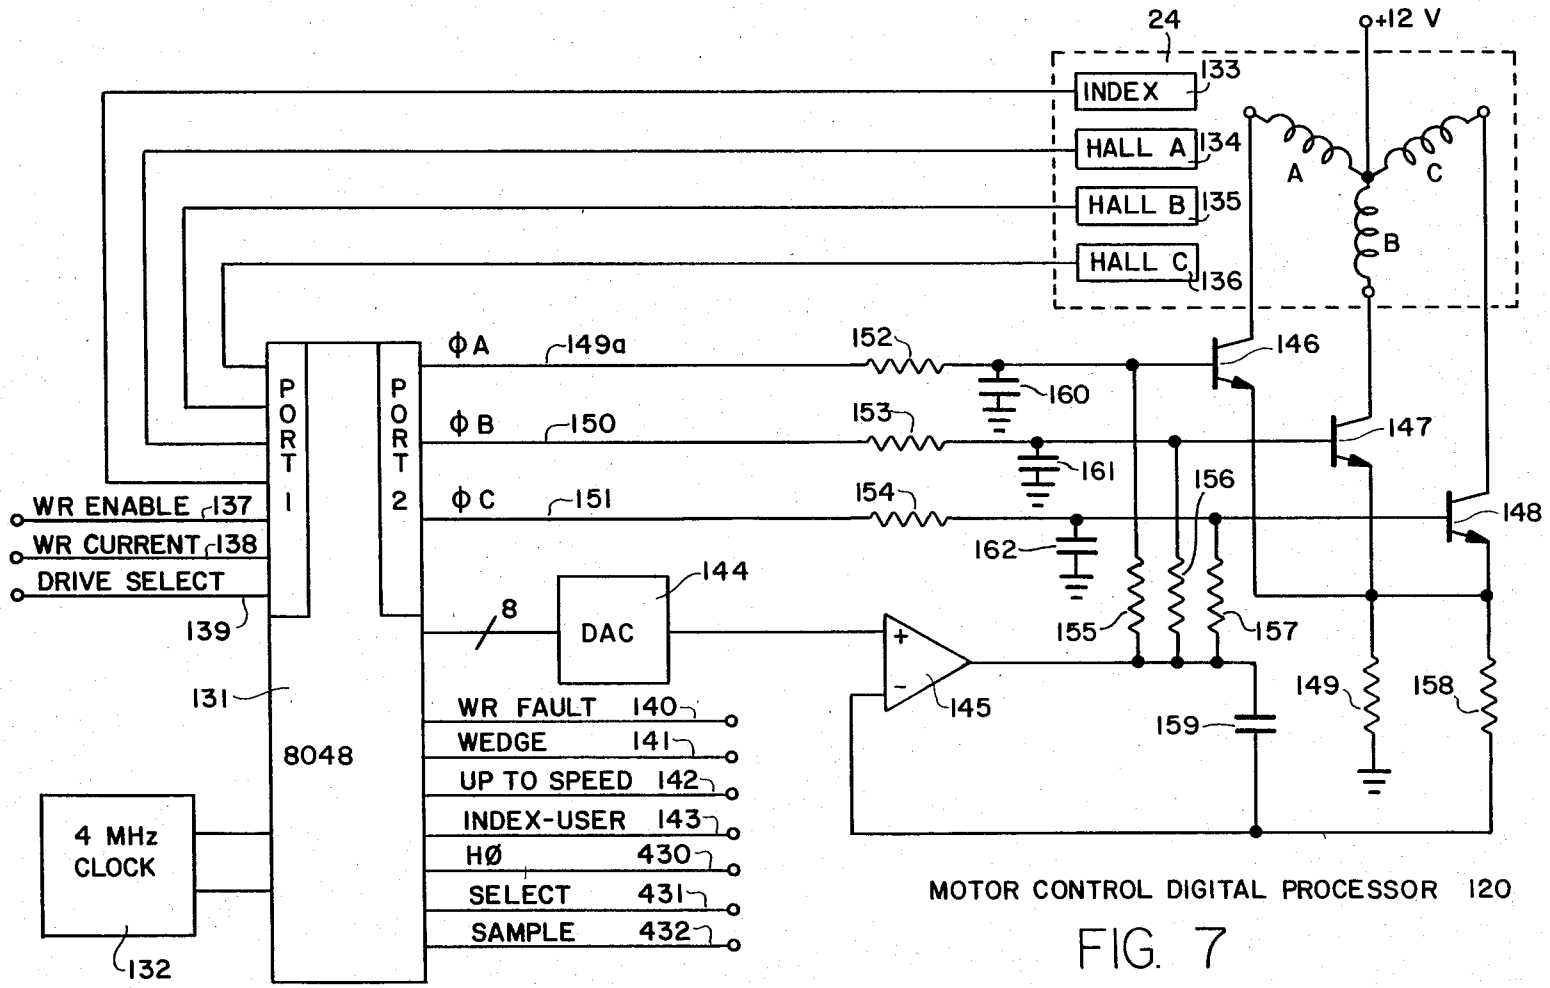 24
+12 V
INDEX 133
HALL A 134
HALL B 135
HALL C 136
A
C
B
ΦA 149a 152 146
160
ΦB 150 153 147
161
156
ΦC 151 154 148
162
PORT 1
PORT 2
WR ENABLE 137
WR CURRENT 138
DRIVE SELECT
139
8
DAC
144
155
157
+
-
145
149
158
159
131
8048
WR FAULT 140
WEDGE 141
UP TO SPEED 142
INDEX-USER 143
HØ 430
SELECT 431
SAMPLE 432
4 MHz
CLOCK
132
MOTOR CONTROL DIGITAL PROCESSOR 120
FIG. 7